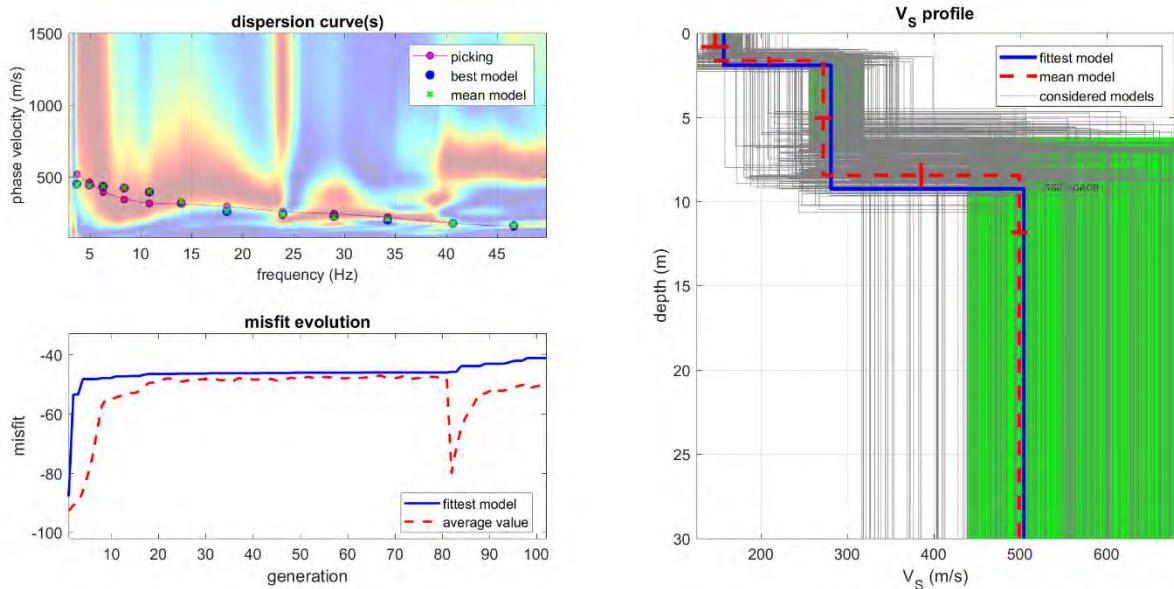 dispersion curve(s)
1500
1000
500
phase velocity (m/s)
picking
best model
mean model
5 10 15 20 25 30 35 40 45
frequency (Hz)
misfit evolution
-40
-60
-80
-100
misfit
fittest model
average value
10 20 30 40 50 60 70 80 90 100
generation
V_S profile
0
5
10
15
20
25
30
depth (m)
fittest model
mean model
considered models
200 300 400 500 600
V_S (m/s)